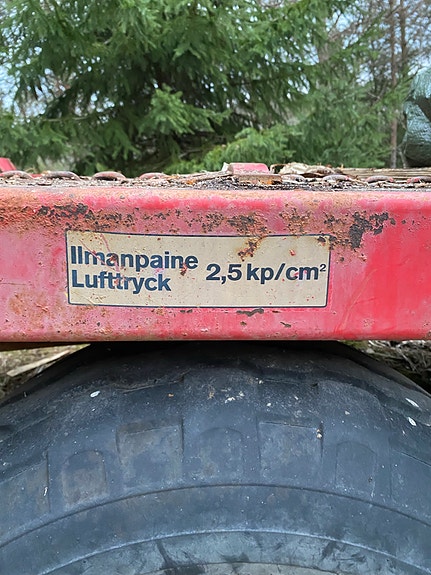 Ilmanpaine
Lufttryck 2,5 kp/cm²